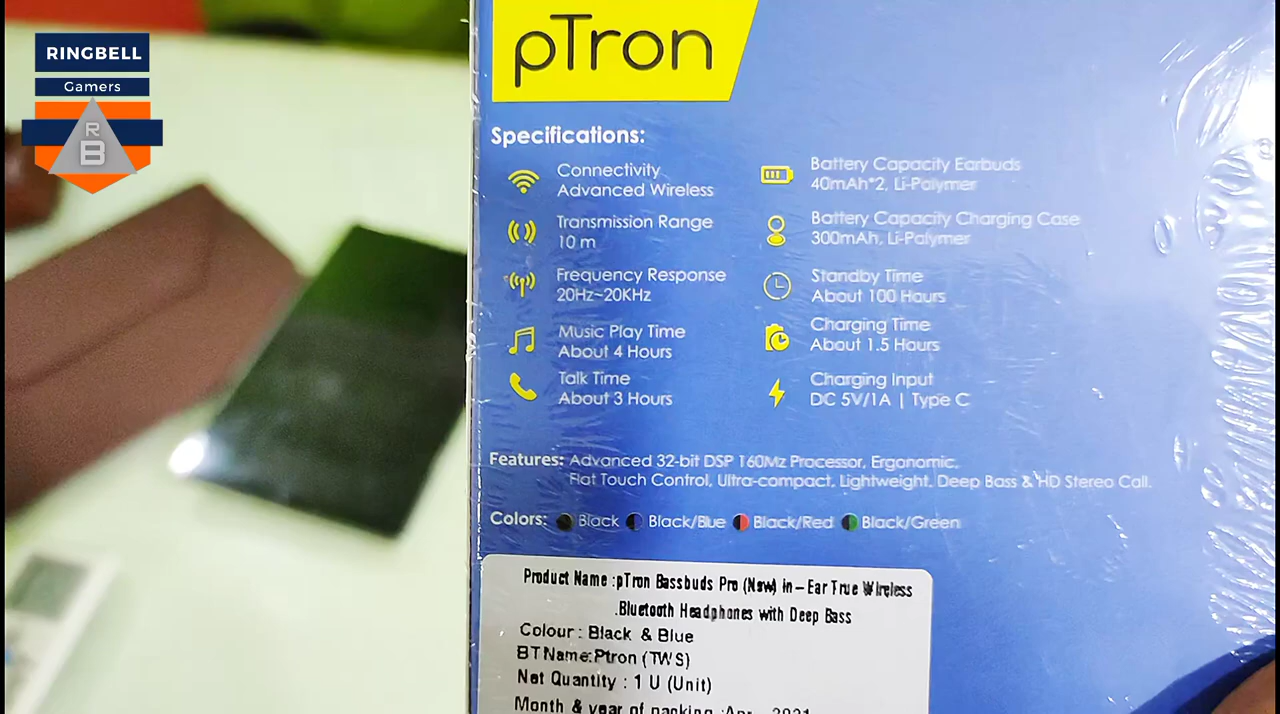 RINGBELL
Gamers
R
B
pTron
Specifications:
Connectivity
Advanced Wireless
Transmission Range
10 m
Frequency Response
20Hz~20KHz
Music Play Time
About 4 Hours
Talk Time
About 3 Hours
Battery Capacity Earbuds
40mAh*2, Li-Polymer
Battery Capacity Charging Case
300mAh, Li-Polymer
Standby Time
About 100 Hours
Charging Time
About 1.5 Hours
Charging Input
DC 5V/1A | Type C
Features: Advanced 32-bit DSP 160Mz Processor, Ergonomic,
Flat Touch Control, Ultra-compact, Lightweight, Deep Bass & HD Stereo Call.
Colors: Black Black/Blue Black/Red Black/Green
Product Name :pTron Bassbuds Pro (New) in-Ear True Wireless
.Bluetooth Headphones with Deep Bass
Colour : Black & Blue
BT Name:Ptron (TWS)
Net Quantity : 1 U (Unit)
Month & year of packing :Apr 2021